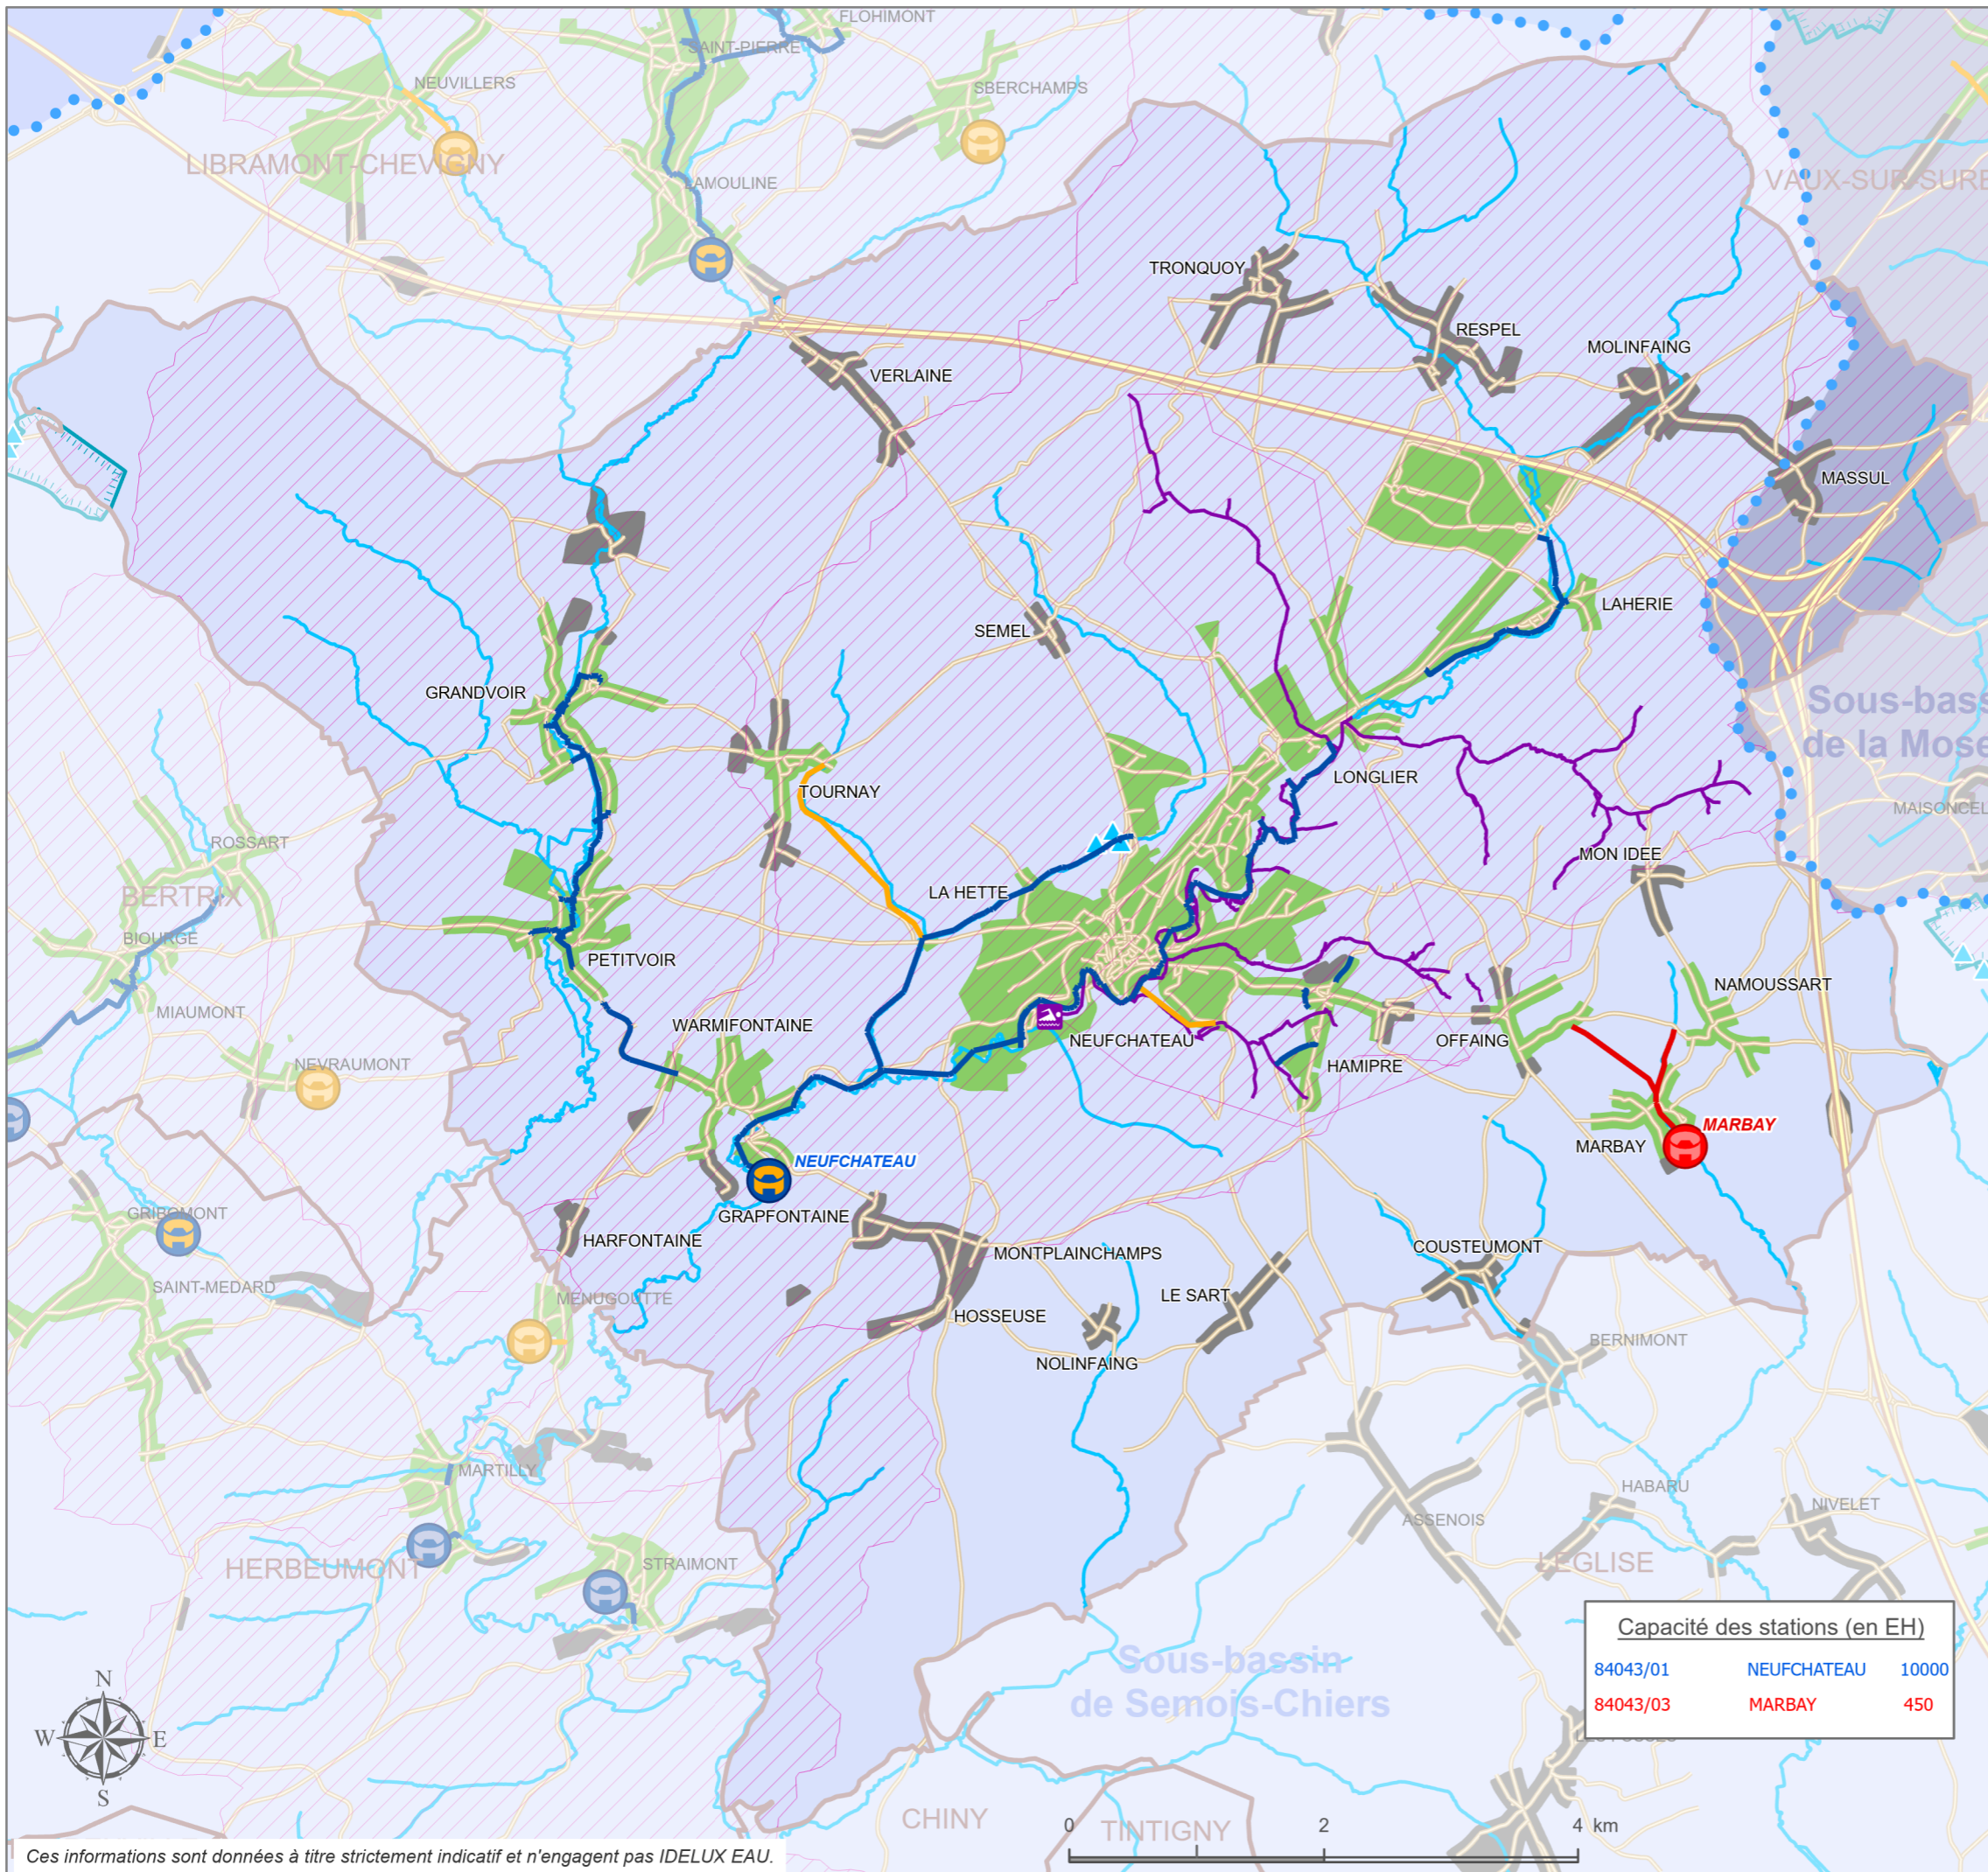 FLOHIMONT
SAINT-PIERRE
NEUVILLERS
SBERCHAMPS
LIBRAMONT-CHEVIGNY
LAMOULINE
VAUX-SUR-SURE
TRONQUOY
RESPEL
MOLINFAING
VERLAINE
MASSUL
LAHERIE
SEMEL
GRANDVOIR
Sous-bass
de la Mose
LONGLIER
TOURNAY
MAISONCEL
ROSSART
MON IDEE
BERTRIX
LA HETTE
BIOURGE
PETITVOIR
NAMOUSSART
MIAUMONT
WARMIFONTAINE
NEUFCHATEAU
OFFAING
NEVRAUMONT
HAMIPRE
MARBAY
MARBAY
NEUFCHATEAU
GRIBOMONT
GRAPFONTAINE
HARFONTAINE
MONTPLAINCHAMPS
COUSTEUMONT
SAINT-MEDARD
MENUGOUTTE
LE SART
HOSSEUSE
BERNIMONT
NOLINFAING
MARTILLY
HABARU
NIVELET
ASSENOIS
HERBEUMONT
STRAIMONT
LEGLISE
Capacité des stations (en EH)
84043/01 NEUFCHATEAU 10000
84043/03 MARBAY 450
Sous-bassin
de Semois-Chiers
N
W E
S
CHINY
TINTIGNY
0 2 4 km
Ces informations sont données à titre strictement indicatif et n'engagent pas IDELUX EAU.